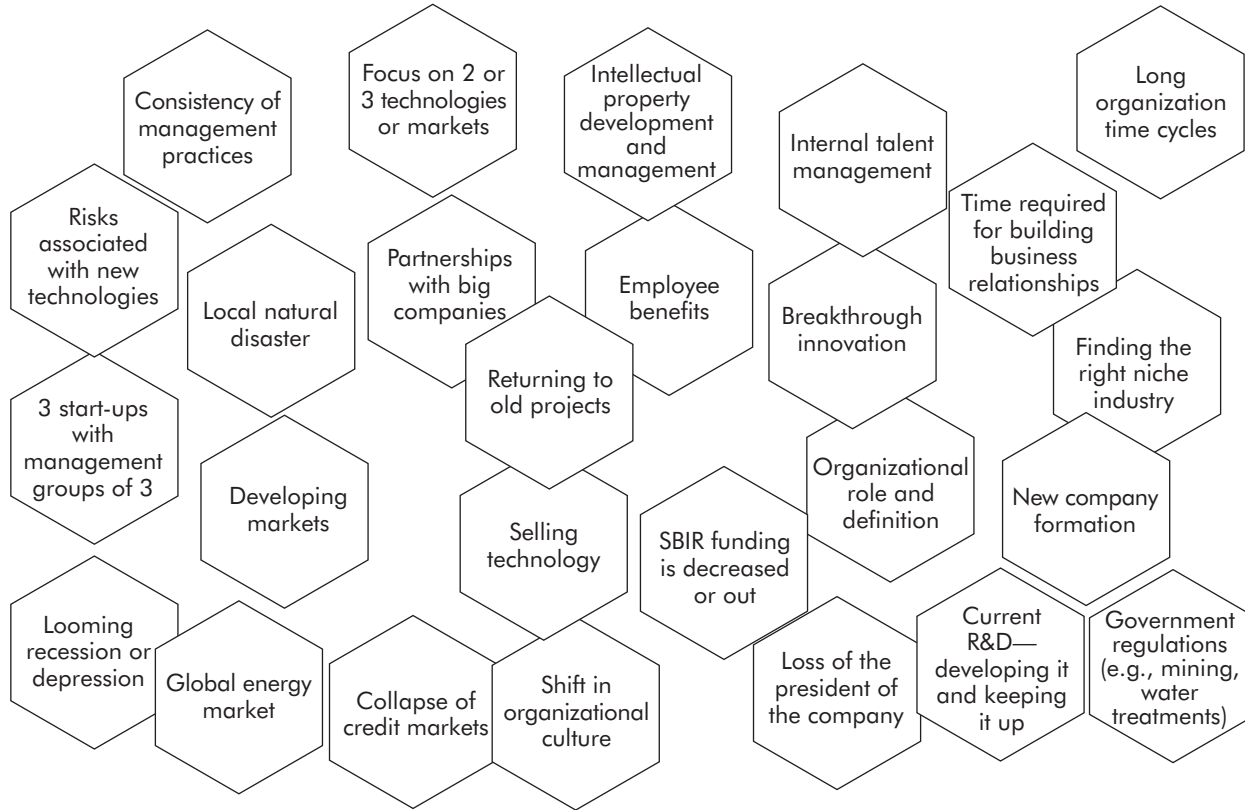 Consistency of
management
practices
Focus on 2 or
3 technologies
or markets
Intellectual
property
development
and
management
Internal talent
management
Long
organization
time cycles
Risks
associated
with new
technologies
Local natural
disaster
Partnerships
with big
companies
Employee
benefits
Breakthrough
innovation
Time required
for building
business
relationships
Finding the
right niche
industry
Returning to
old projects
3 start-ups
with
management
groups of 3
Developing
markets
Selling
technology
SBIR funding
is decreased
or out
Organizational
role and
definition
New company
formation
Looming
recession or
depression
Global energy
market
Collapse of
credit markets
Shift in
organizational
culture
Loss of the
president of
the company
Current
R&D—
developing it
and keeping
it up
Government
regulations
(e.g., mining,
water
treatments)